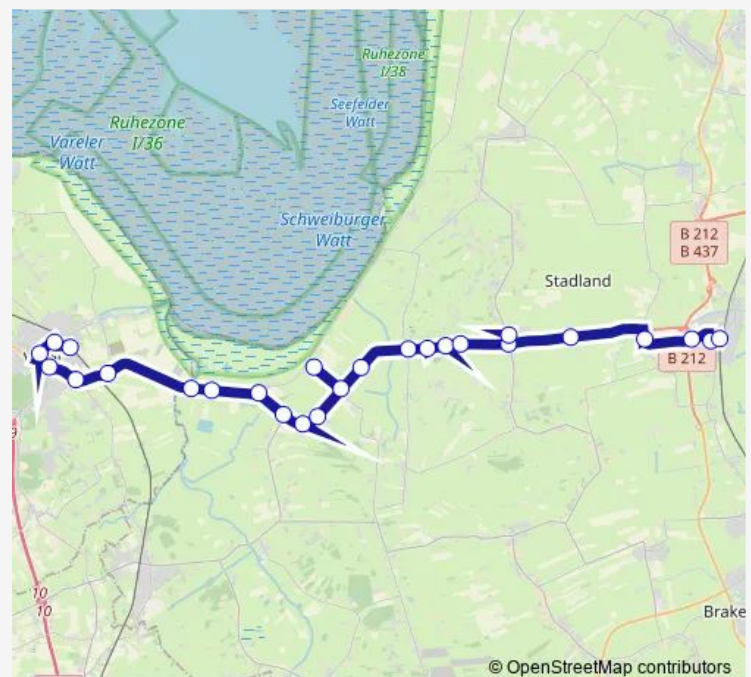 Ruhezone
I/38
Seefelder
Watt
Ruhezone
I/36
Vareler
Watt
Schweiburger
Watt
B 212
B 437
Stadland
B 212
9
10
10
Brake
© OpenStreetMap contributors